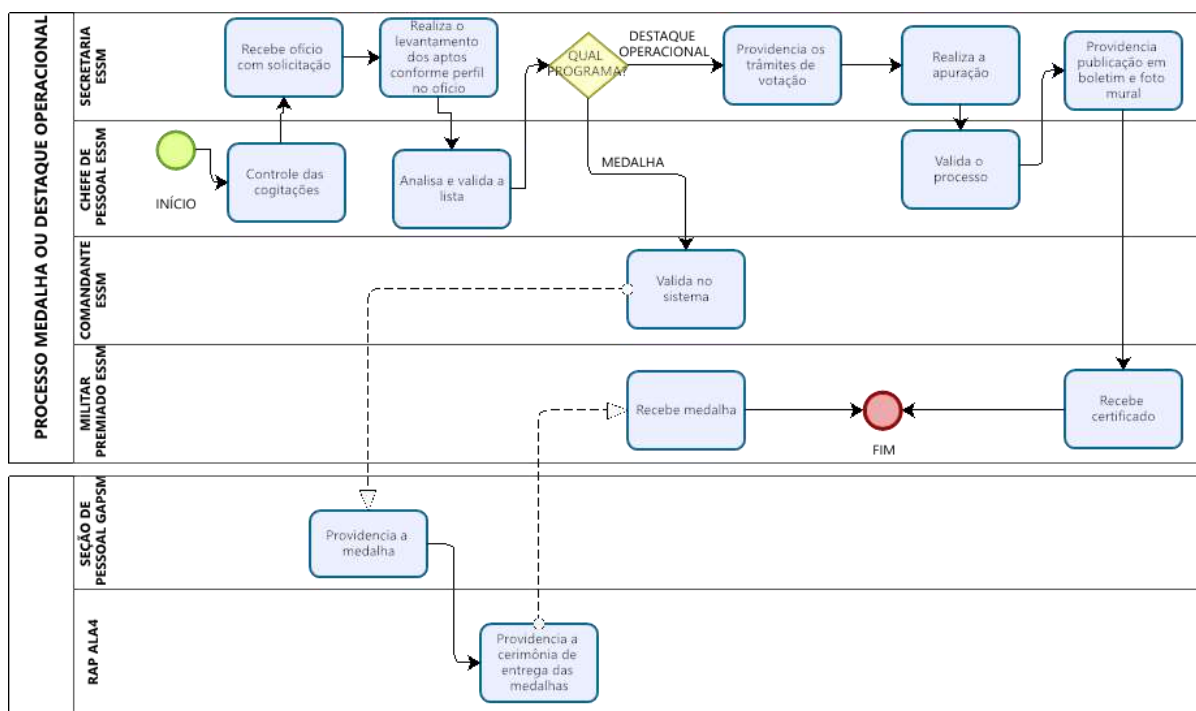 PROCESSO MEDALHA OU DESTAQUE OPERACIONAL
SECRETARIA
ESSM
Recebe ofício
com solicitação
Realiza o
levantamento
dos aptos
conforme perfil
no ofício
QUAL
PROGRAMA?
DESTAQUE
OPERACIONAL
Providencia os
trâmites de
votação
Realiza a
apuração
Providencia
publicação em
boletim e foto
mural
CHEFE DE
PESSOAL ESSM
INÍCIO
Controle das
cogitações
Analisa e valida a
lista
MEDALHA
Valida o
processo
COMANDANTE
ESSM
Valida no
sistema
MILITAR
PREMIADO ESSM
Recebe medalha
FIM
Recebe
certificado
SEÇÃO DE
PESSOAL GAPSM
Providencia a
medalha
RAP ALA4
Providencia a
cerimônia de
entrega das
medalhas